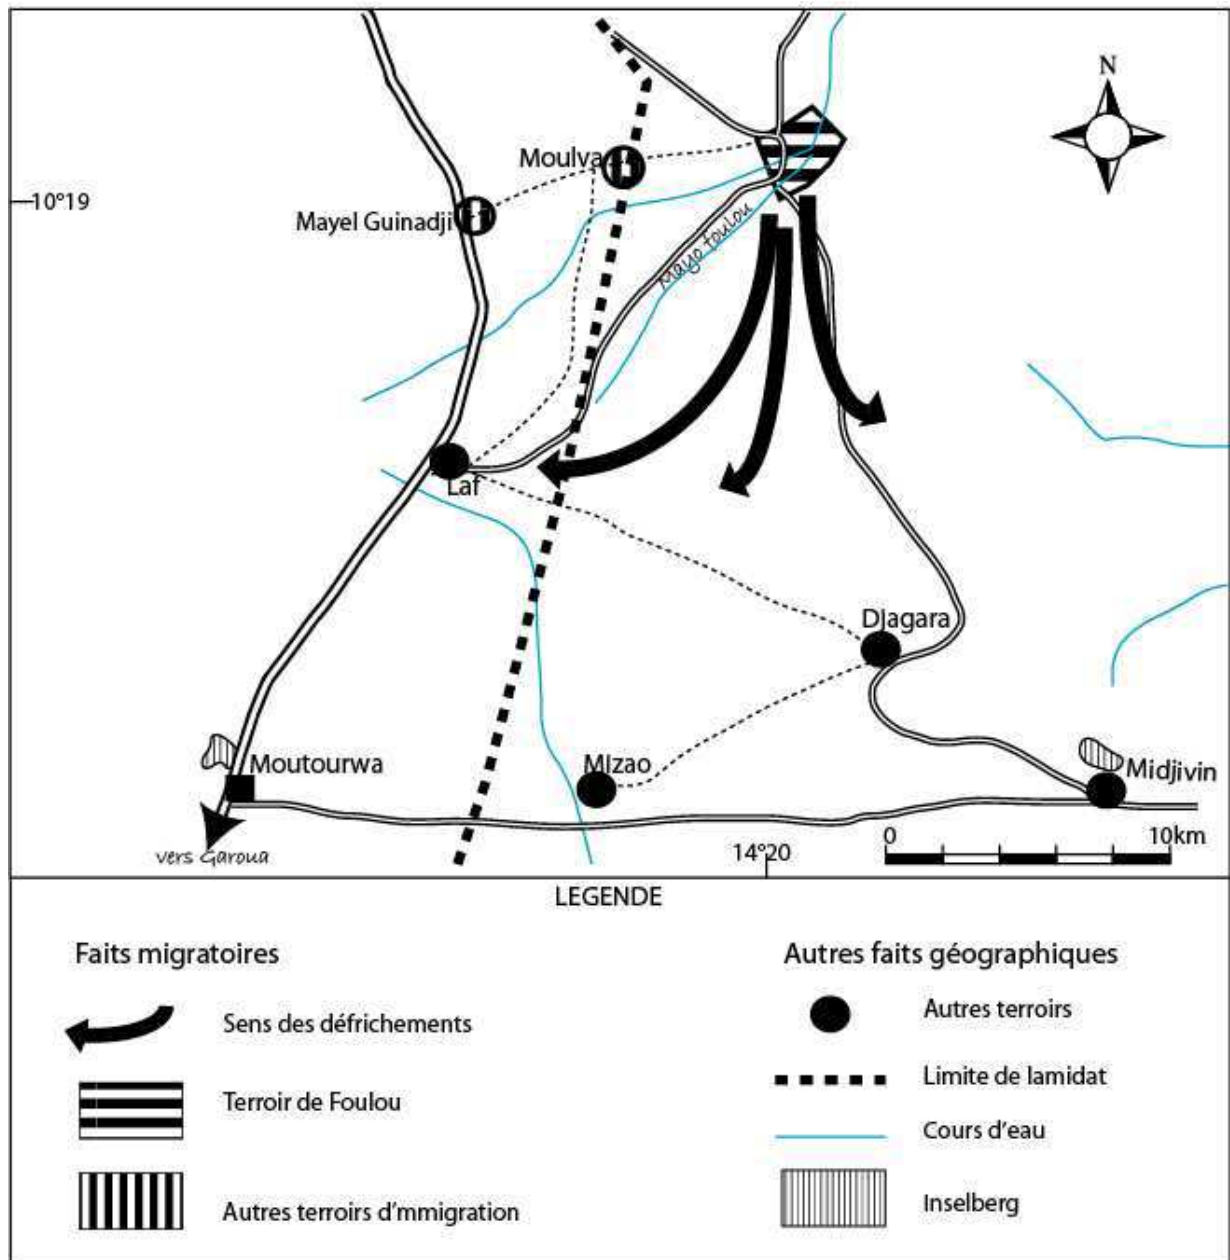 N
Moulva
10°19
Mayel Guinadji
Mayo foulou
Laf
Djagara
Moutourwa
Mizao
Midjivin
vers Garoua
14°20
0
10km
LEGENDE
Faits migratoires
Sens des défrichements
Terroir de Foulou
Autres terroirs d'mmigration
Autres faits géographiques
Autres terroirs
Limite de lamidat
Cours d'eau
Inselberg